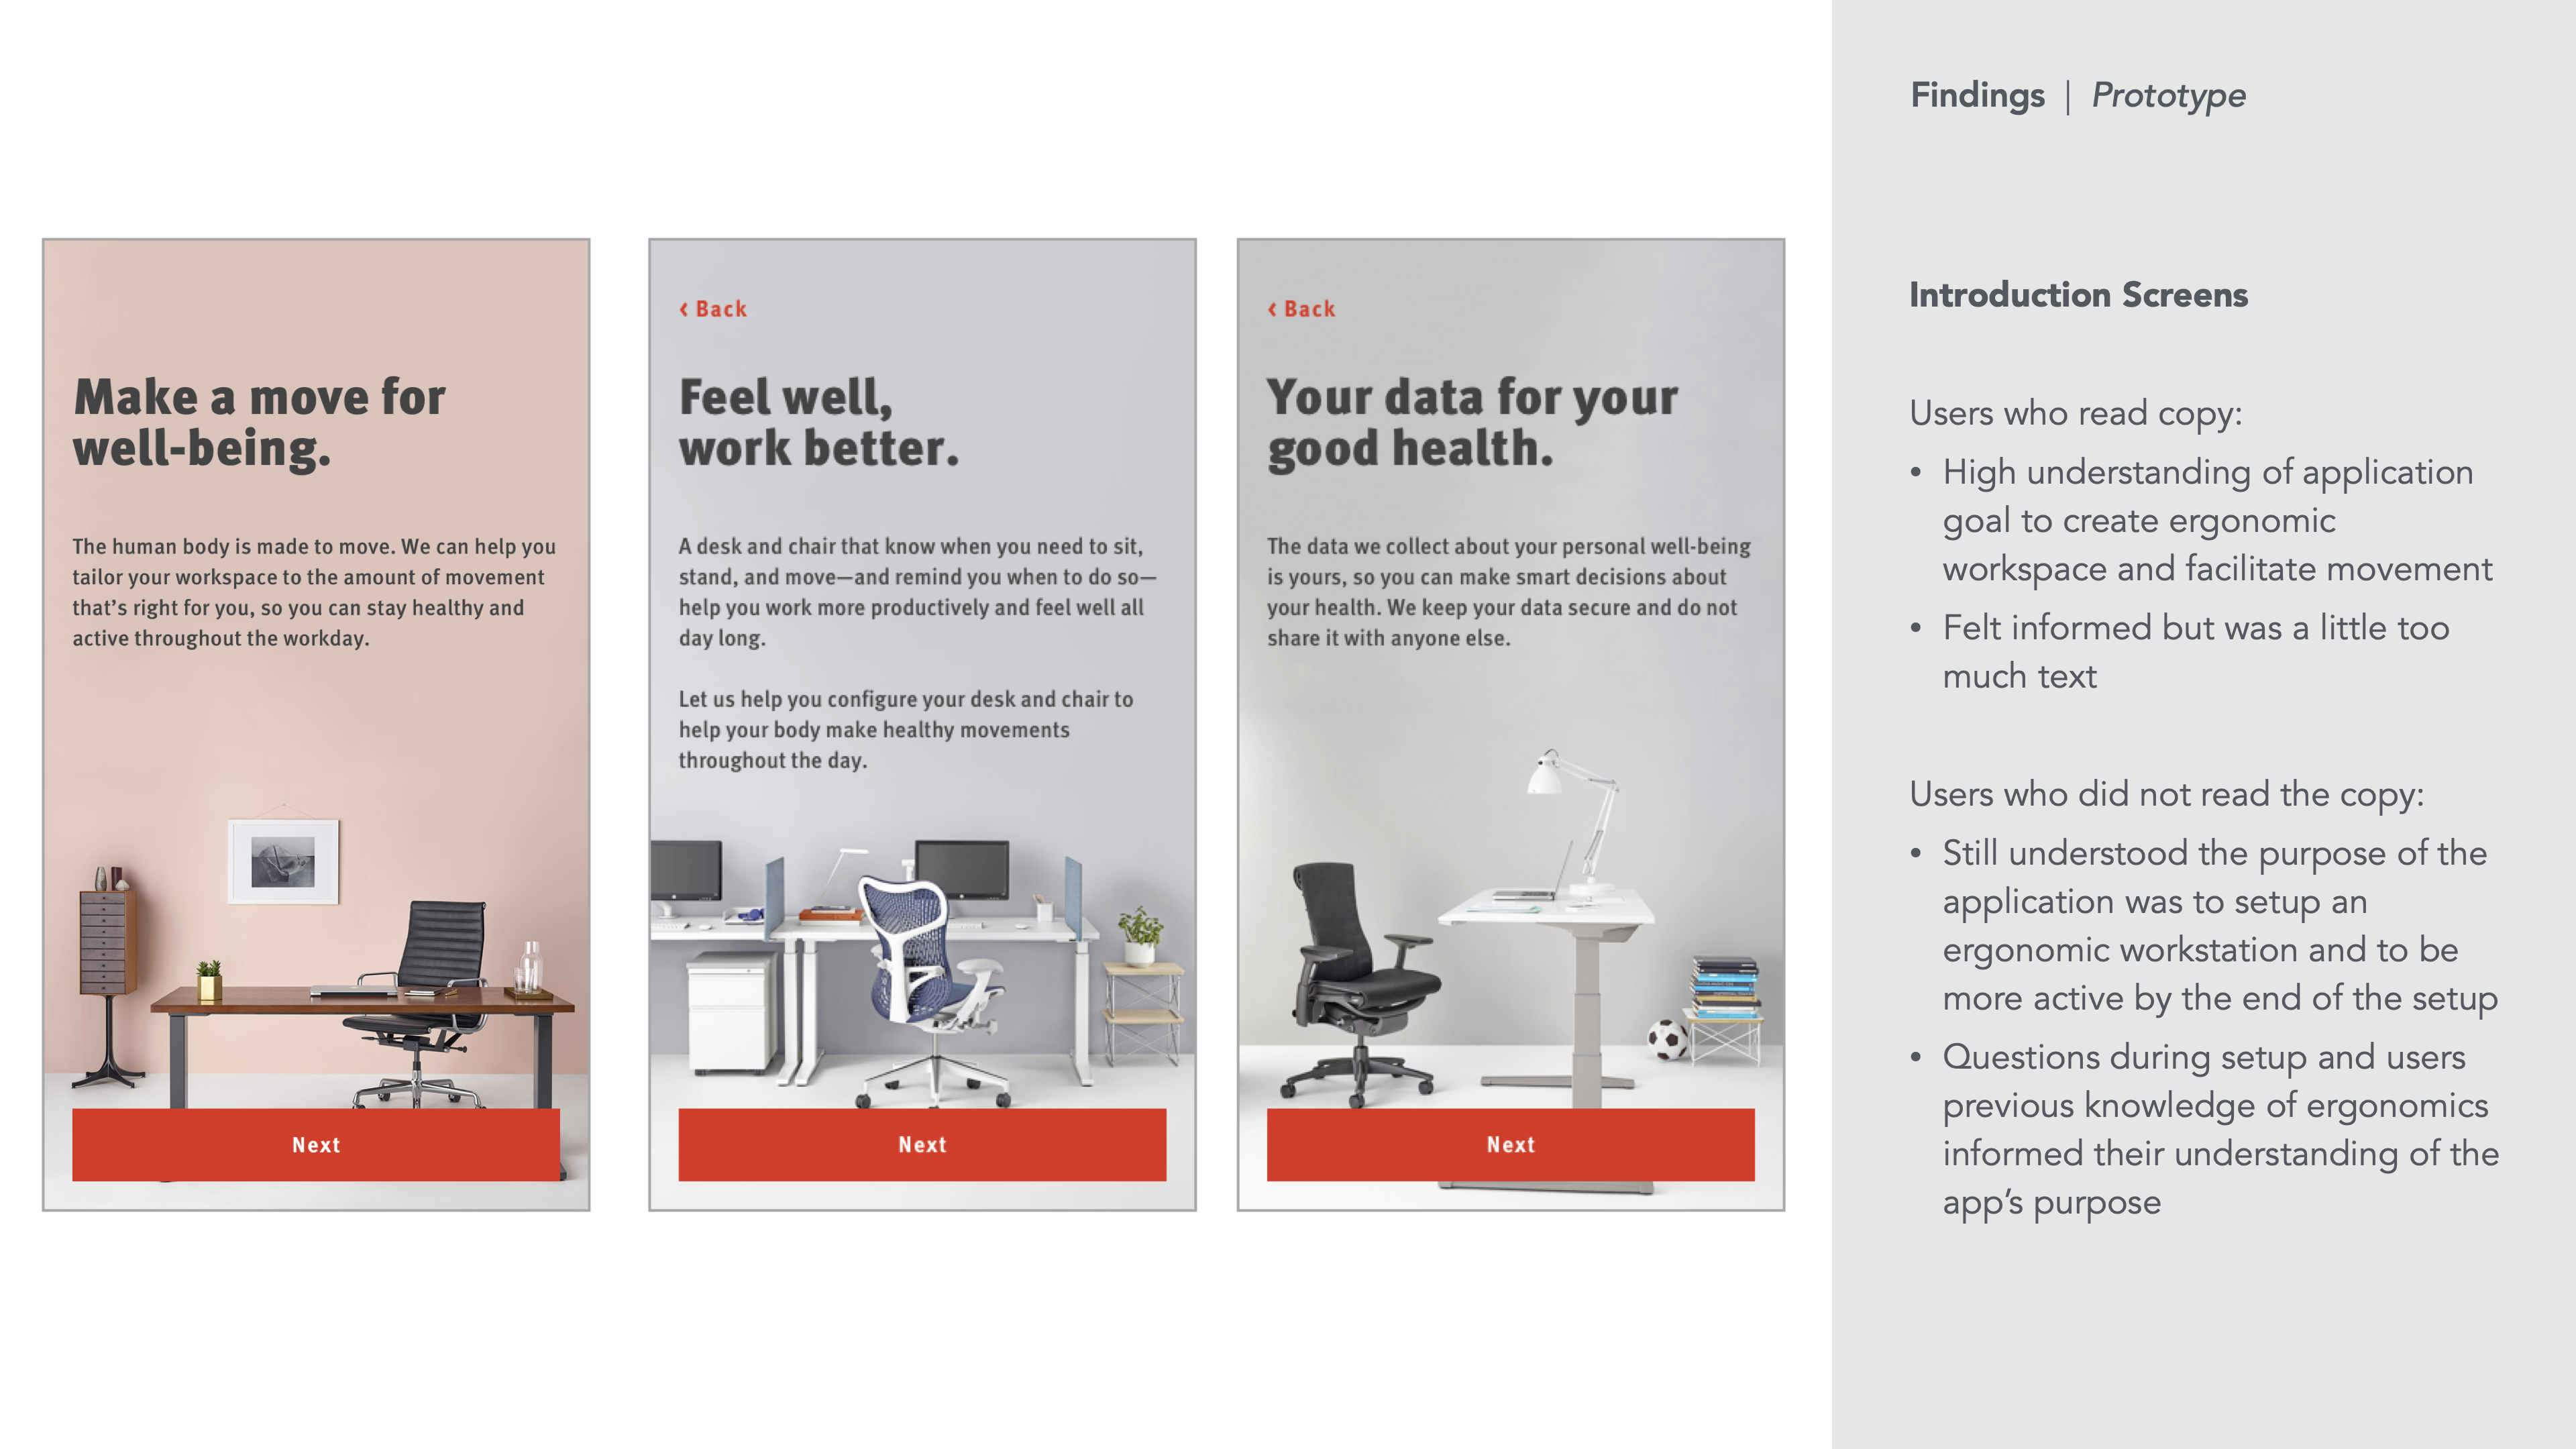 Make a move for
well-being.
The human body is made to move. We can help you
tailor your workspace to the amount of movement
that's right for you, so you can stay healthy and
active throughout the workday.
Next
‹ Back
Feel well,
work better.
A desk and chair that know when you need to sit,
stand, and move—and remind you when to do so—
help you work more productively and feel well all
day long.
Let us help you configure your desk and chair to
help your body make healthy movements
throughout the day.
Next
‹ Back
Your data for your
good health.
The data we collect about your personal well-being
is yours, so you can make smart decisions about
your health. We keep your data secure and do not
share it with anyone else.
Next
Findings | Prototype
Introduction Screens
Users who read copy:
• High understanding of application
goal to create ergonomic
workspace and facilitate movement
• Felt informed but was a little too
much text
Users who did not read the copy:
• Still understood the purpose of the
application was to setup an
ergonomic workstation and to be
more active by the end of the setup
• Questions during setup and users
previous knowledge of ergonomics
informed their understanding of the
app's purpose